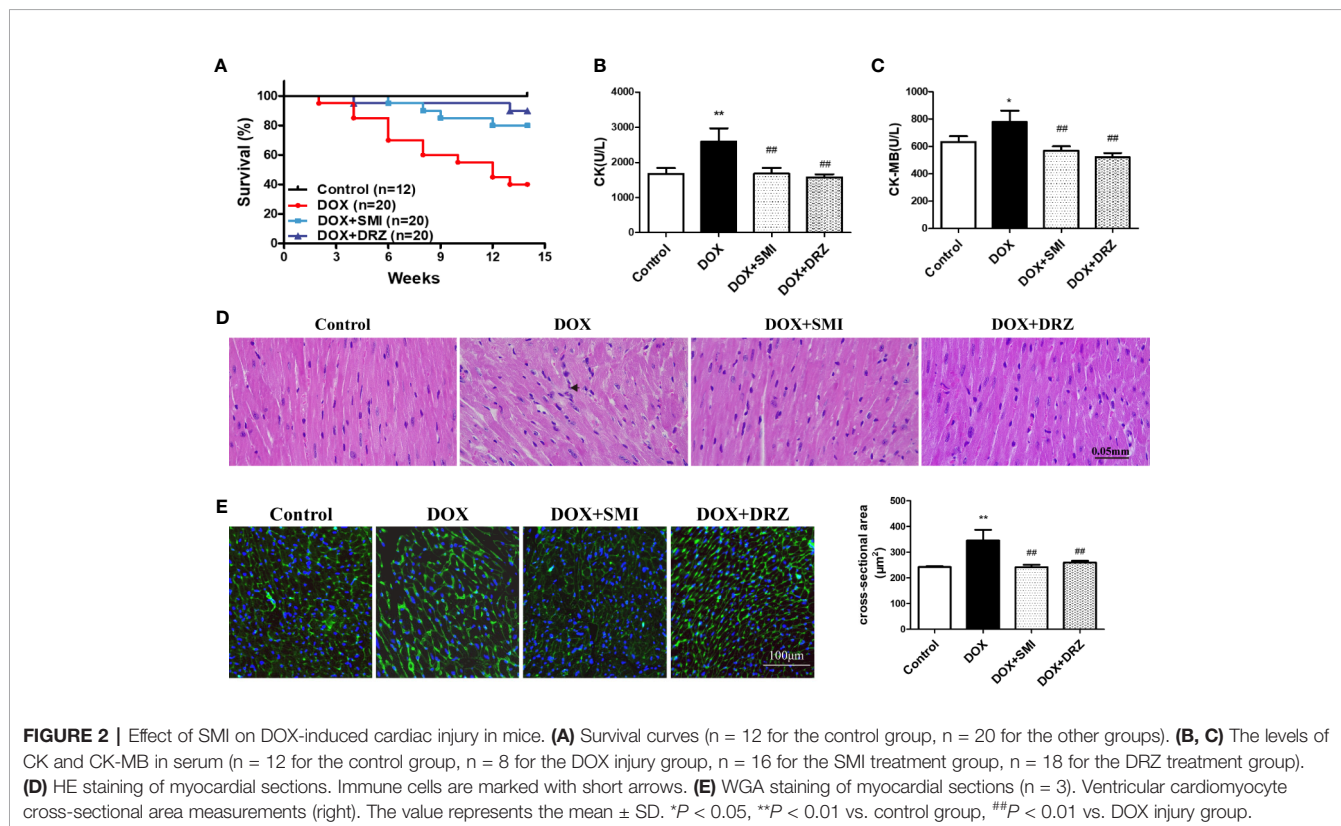 A
Survival (%)
100
80
60
40
20
0 3 6 9 12 15
Weeks
Control (n=12)
DOX (n=20)
DOX+SMI (n=20)
DOX+DRZ (n=20)
B
CK(U/L)
4000
3000
2000
1000
0
**
##
##
Control
DOX
DOX+SMI
DOX+DRZ
C
CK-MB(U/L)
1000
800
600
400
200
0
*
##
##
Control
DOX
DOX+SMI
DOX+DRZ
D
Control DOX DOX+SMI DOX+DRZ
0.05mm
E
Control DOX DOX+SMI DOX+DRZ
100μm
cross-sectional area
(μm²)
500
400
300
200
100
0
**
##
##
Control
DOX
DOX+SMI
DOX+DRZ
FIGURE 2 | Effect of SMI on DOX-induced cardiac injury in mice. (A) Survival curves (n = 12 for the control group, n = 20 for the other groups). (B, C) The levels of
CK and CK-MB in serum (n = 12 for the control group, n = 8 for the DOX injury group, n = 16 for the SMI treatment group, n = 18 for the DRZ treatment group).
(D) HE staining of myocardial sections. Immune cells are marked with short arrows. (E) WGA staining of myocardial sections (n = 3). Ventricular cardiomyocyte
cross-sectional area measurements (right). The value represents the mean ± SD. *P < 0.05, **P < 0.01 vs. control group, ##P < 0.01 vs. DOX injury group.